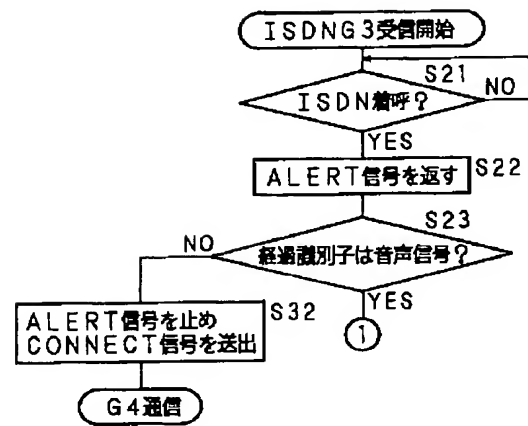 ISDNG3受信開始
S21
ISDN着呼?
NO
YES
ALERT信号を返す
S22
S23
NO
経過識別子は音声信号?
YES
1
ALERT信号を止め
CONNECT信号を送出
S32
G4通信